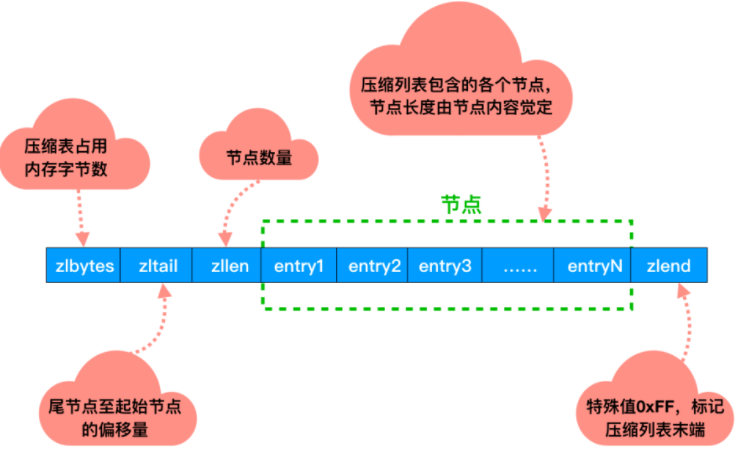 压缩列表包含的各个节点，
节点长度由节点内容觉定
压缩表占用
内存字节数
节点数量
节点
zlbytes zltail zllen entry1 entry2 entry3 …… entryN zlend
尾节点至起始节点
的偏移量
特殊值0xFF，标记
压缩列表末端